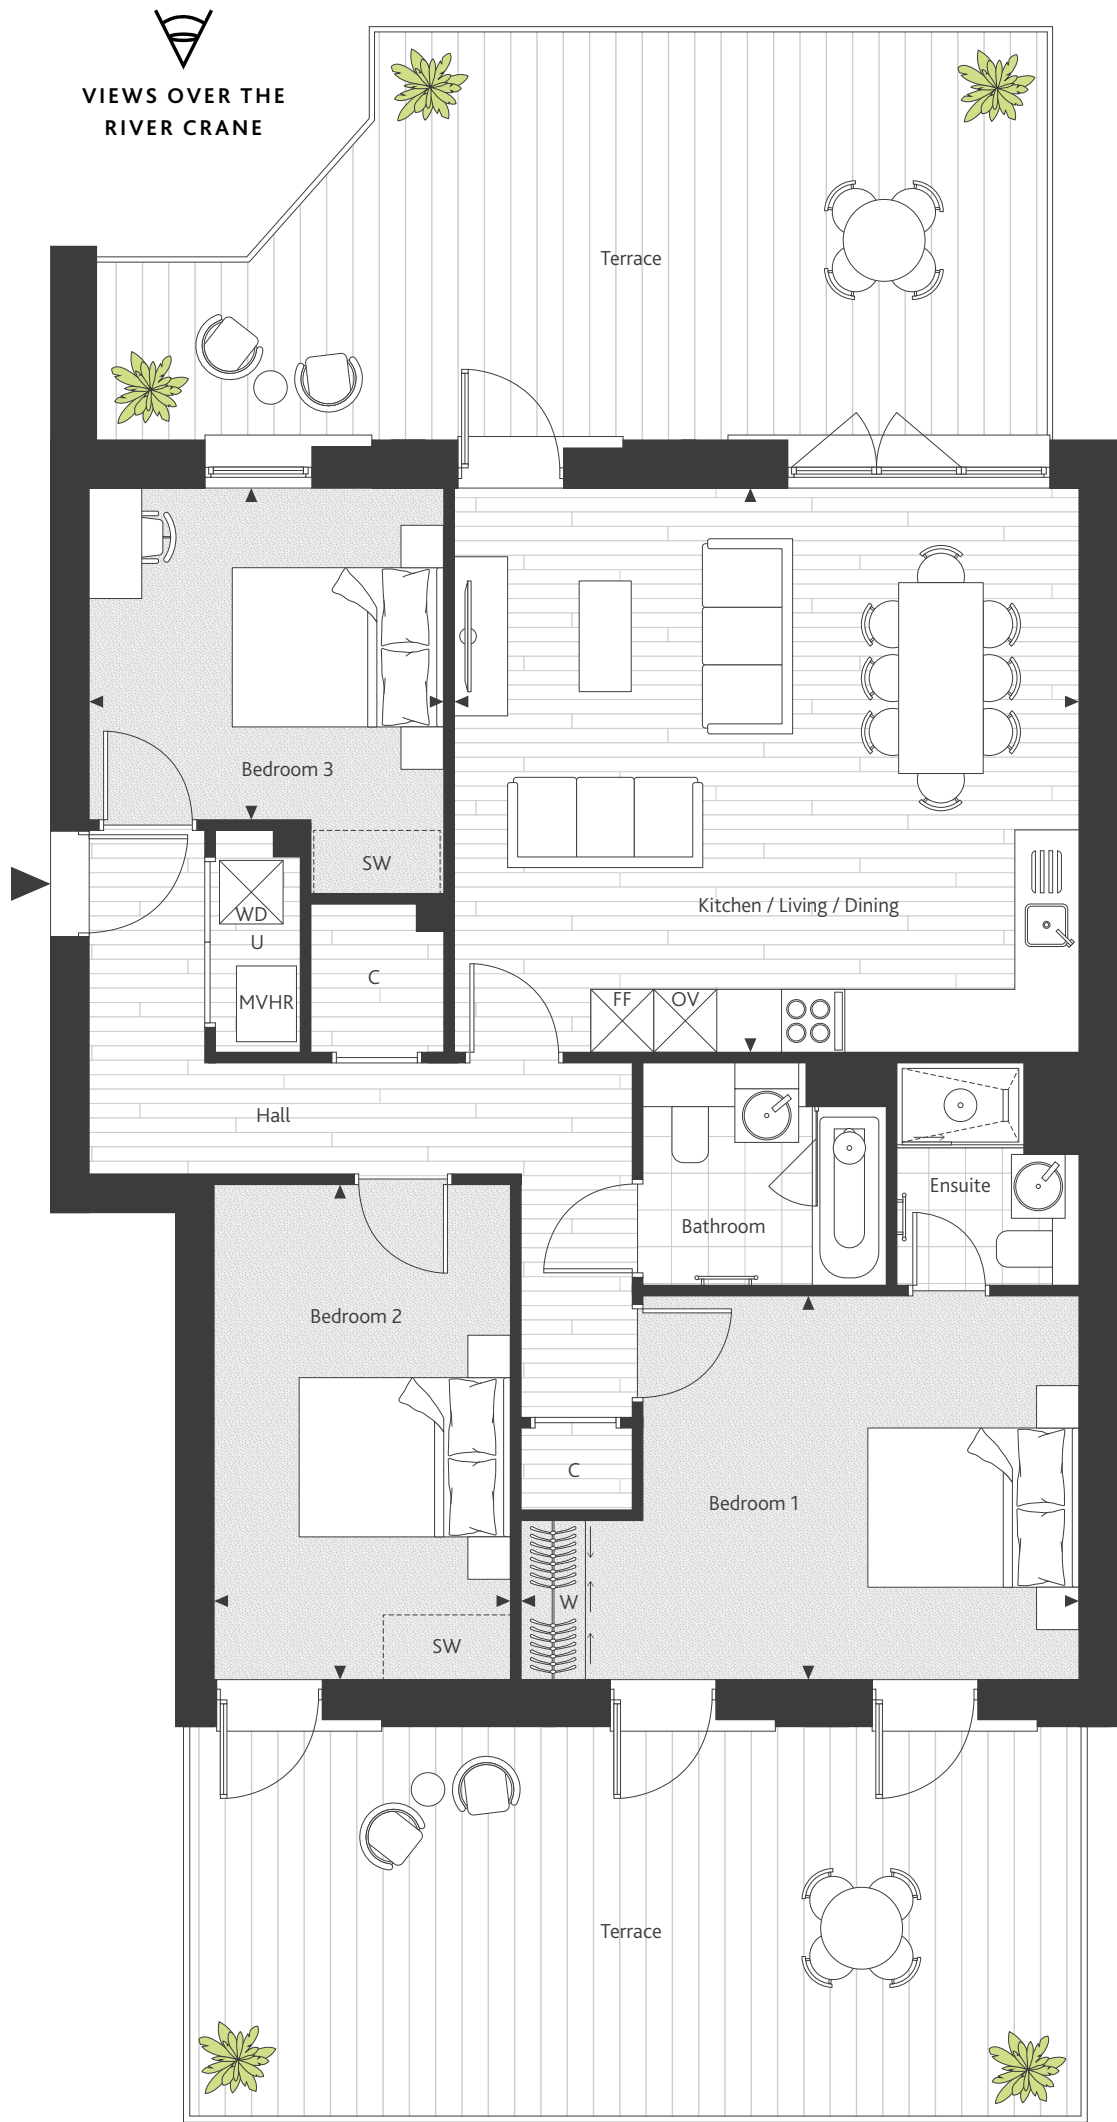 VIEWS OVER THE
RIVER CRANE
Terrace
Bedroom 3
SW
WD
U
MVHR
C
Kitchen / Living / Dining
FF
OV
Hall
Bathroom
Ensuite
Bedroom 2
C
Bedroom 1
W
SW
Terrace